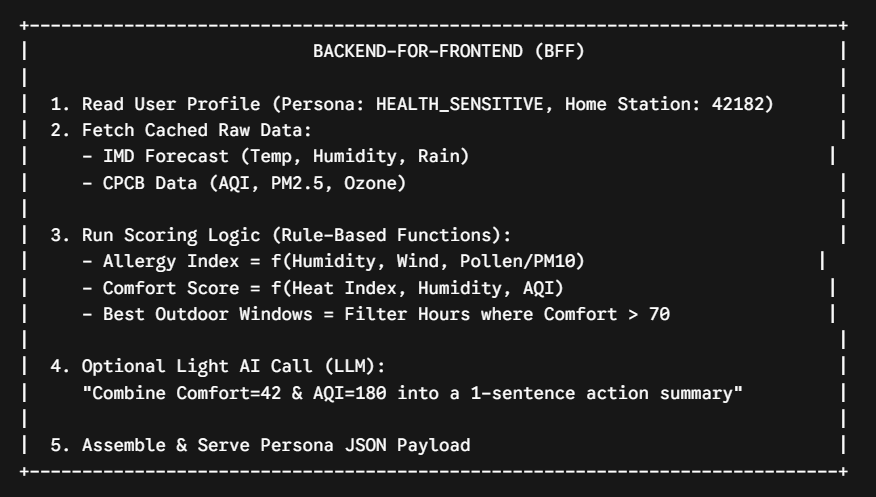 +-----------------------------------------------------------------------------+
| BACKEND-FOR-FRONTEND (BFF) |
| |
| 1. Read User Profile (Persona: HEALTH_SENSITIVE, Home Station: 42182) |
| 2. Fetch Cached Raw Data: |
| - IMD Forecast (Temp, Humidity, Rain) |
| - CPCB Data (AQI, PM2.5, Ozone) |
| |
| 3. Run Scoring Logic (Rule-Based Functions): |
| - Allergy Index = f(Humidity, Wind, Pollen/PM10) |
| - Comfort Score = f(Heat Index, Humidity, AQI) |
| - Best Outdoor Windows = Filter Hours where Comfort > 70 |
| |
| 4. Optional Light AI Call (LLM): |
| "Combine Comfort=42 & AQI=180 into a 1-sentence action summary" |
| |
| 5. Assemble & Serve Persona JSON Payload |
+-----------------------------------------------------------------------------+